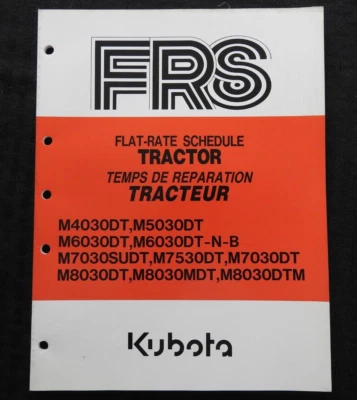 FRS
FLAT-RATE SCHEDULE
TRACTOR
TEMPS DE REPARATION
TRACTEUR
M4030DT,M5030DT
M6030DT,M6030DT-N-B
M7030SUDT,M7530DT,M7030DT
M8030DT,M8030MDT,M8030DTM
Kubota